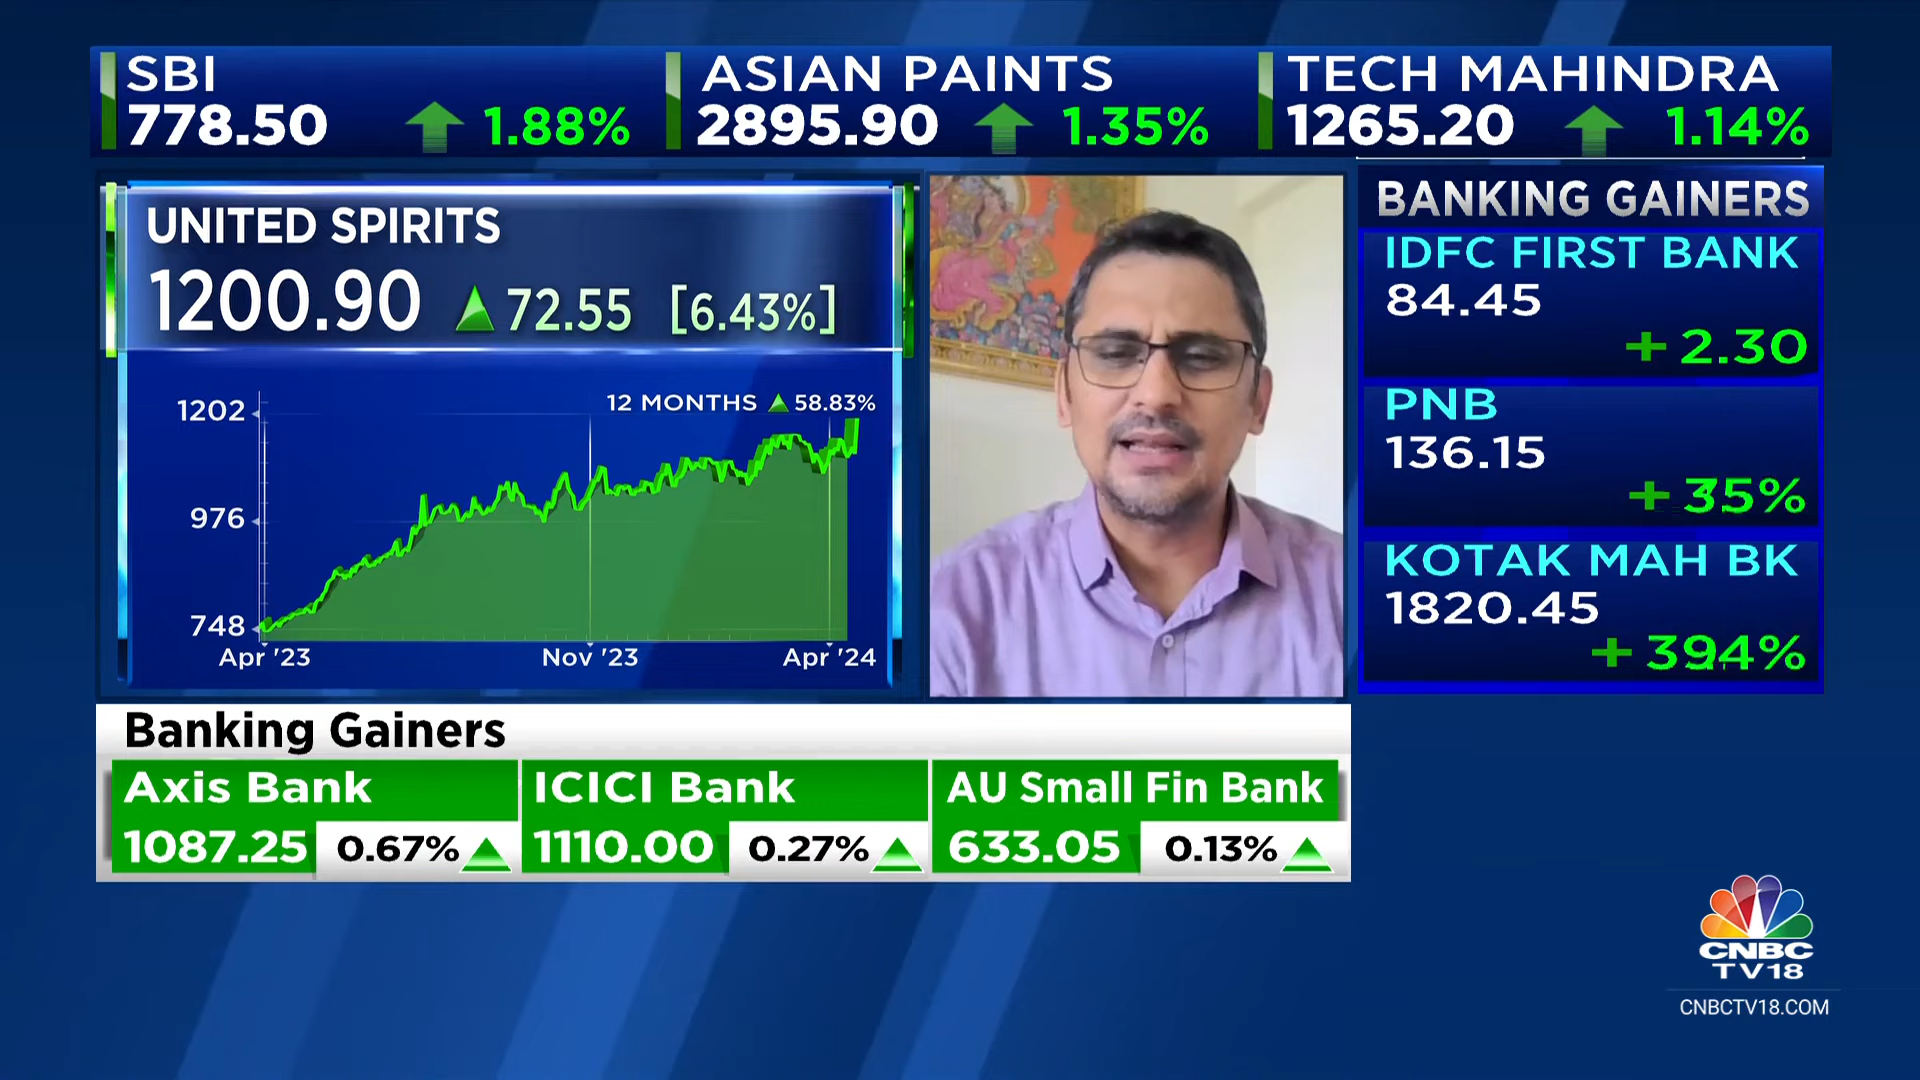 SBI
778.50 1.88%
ASIAN PAINTS
2895.90 1.35%
TECH MAHINDRA
1265.20 1.14%
UNITED SPIRITS
1200.90 72.55 [6.43%]
12 MONTHS 58.83%
1202
976
748
Apr '23 Nov '23 Apr '24
BANKING GAINERS
IDFC FIRST BANK
84.45
+ 2.30
PNB
136.15
+ 35%
KOTAK MAH BK
1820.45
+ 394%
Banking Gainers
Axis Bank
1087.25 0.67%
ICICI Bank
1110.00 0.27%
AU Small Fin Bank
633.05 0.13%
CNBC
TV18
CNBCTV18.COM